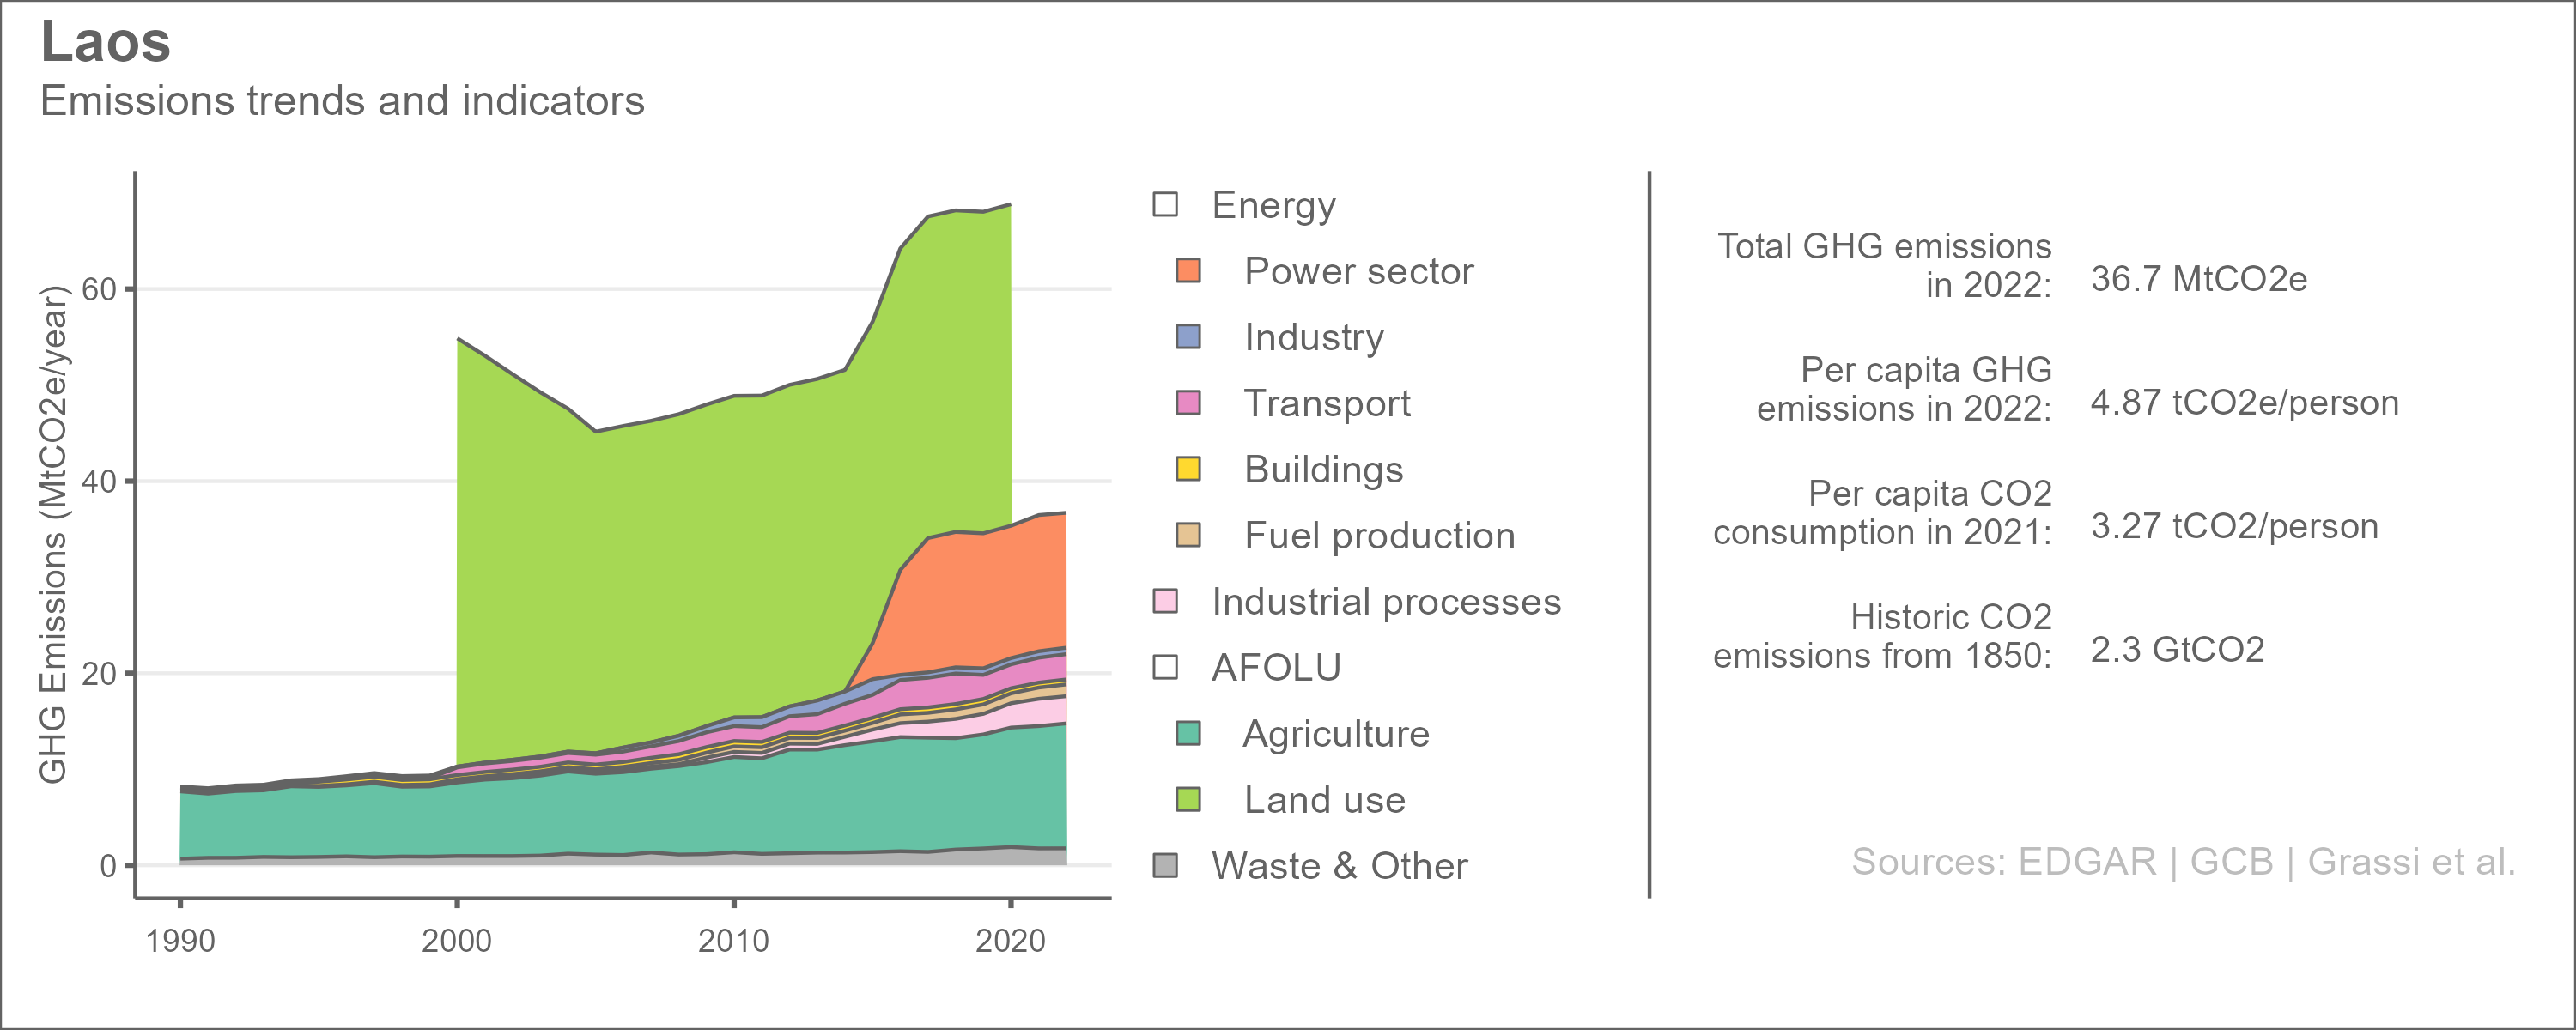 Laos
Emissions trends and indicators
GHG Emissions (MtCO2e/year)
60
40
20
0
1990
2000
2010
2020
Energy
Power sector
Industry
Transport
Buildings
Fuel production
Industrial processes
AFOLU
Agriculture
Land use
Waste & Other
Total GHG emissions
in 2022:
36.7 MtCO2e
Per capita GHG
emissions in 2022:
4.87 tCO2e/person
Per capita CO2
consumption in 2021:
3.27 tCO2/person
Historic CO2
emissions from 1850:
2.3 GtCO2
Sources: EDGAR | GCB | Grassi et al.